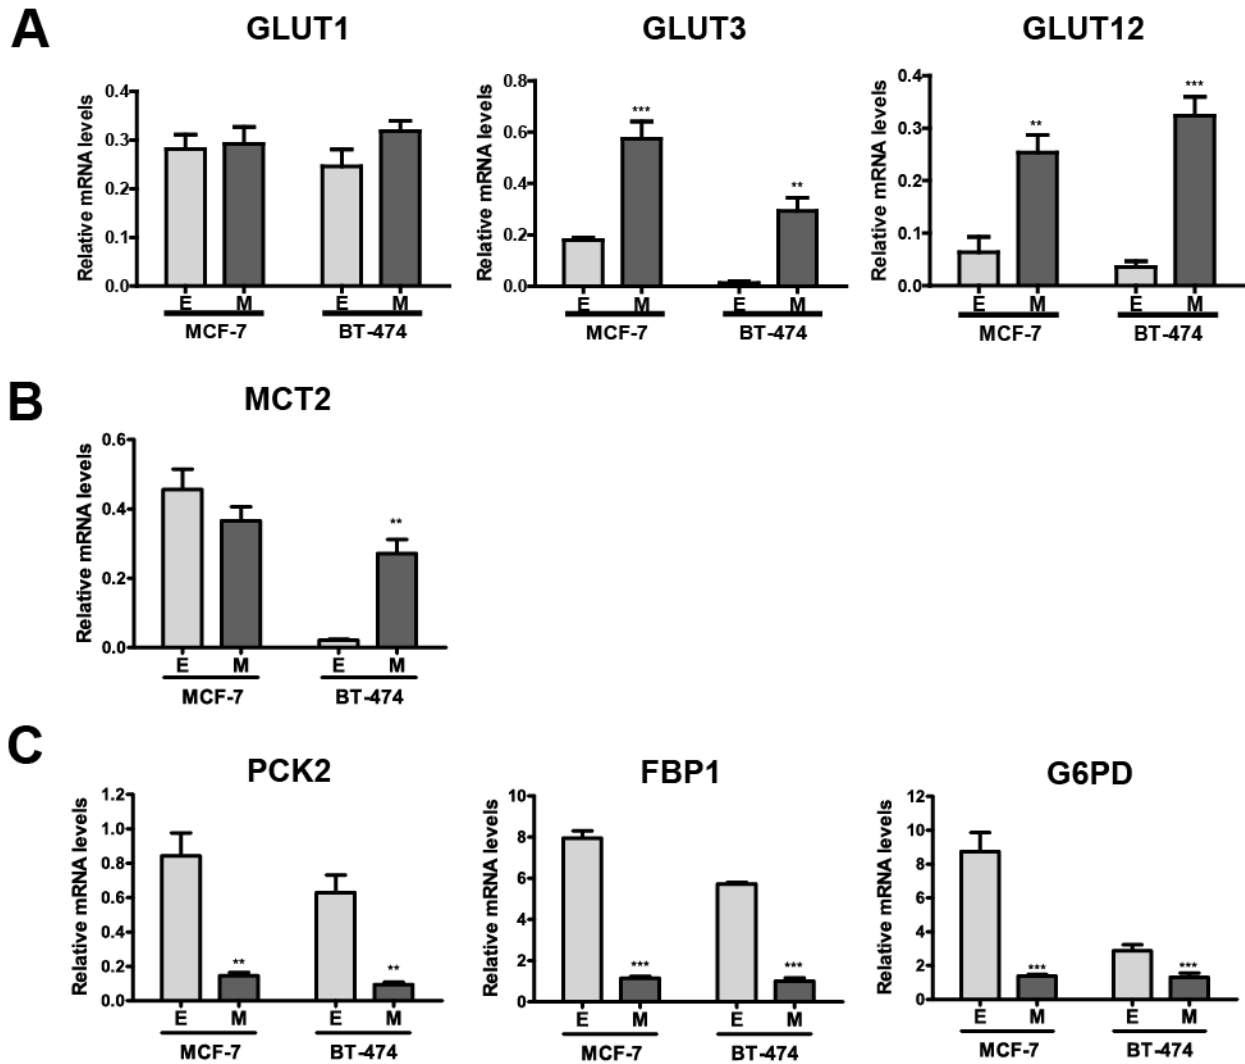 A
GLUT1
GLUT3
GLUT12
Relative mRNA levels
0.4
0.3
0.2
0.1
0.0
E M E M
MCF-7 BT-474
Relative mRNA levels
0.8
0.6
0.4
0.2
0.0
*** **
E M E M
MCF-7 BT-474
Relative mRNA levels
0.4
0.3
0.2
0.1
0.0
** ***
E M E M
MCF-7 BT-474
B
MCT2
Relative mRNA levels
0.6
0.4
0.2
0.0
**
E M E M
MCF-7 BT-474
C
PCK2
FBP1
G6PD
Relative mRNA levels
1.2
1.0
0.8
0.6
0.4
0.2
0.0
** **
E M E M
MCF-7 BT-474
Relative mRNA levels
10
8
6
4
2
0
*** ***
E M E M
MCF-7 BT-474
Relative mRNA levels
12
10
8
6
4
2
0
*** ***
E M E M
MCF-7 BT-474